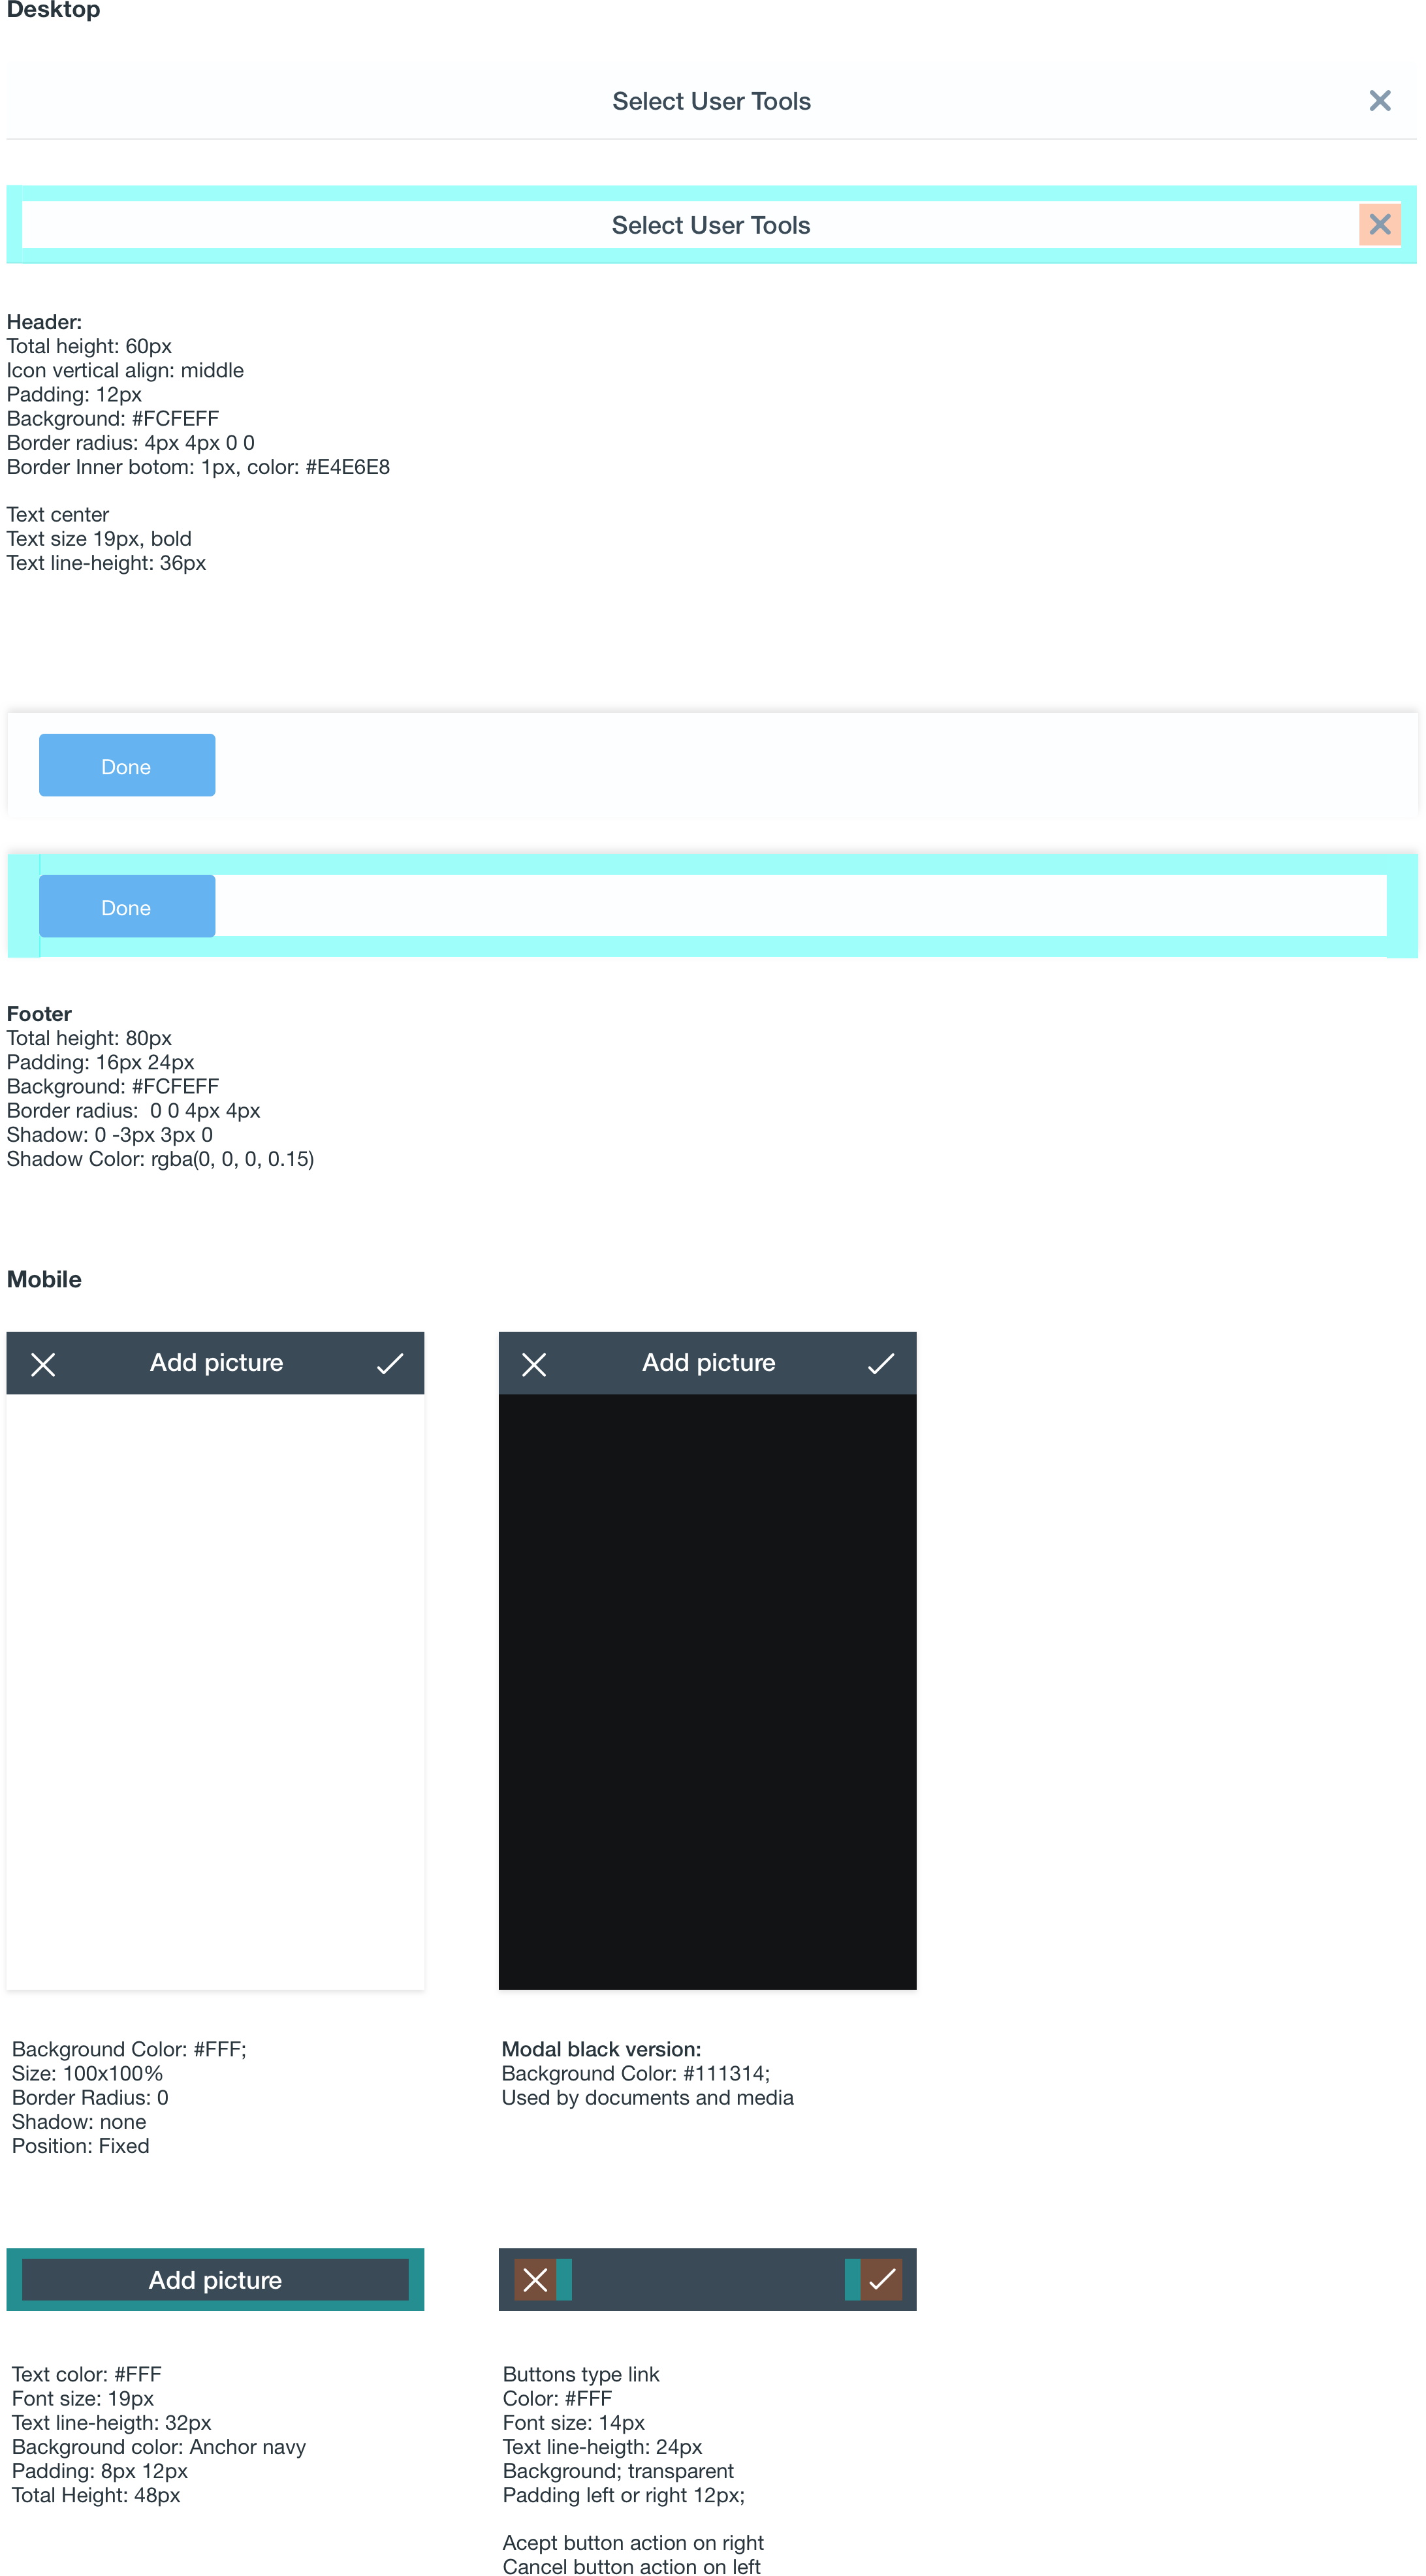 Desktop
Select User Tools
Select User Tools
Header:
Total height: 60px
Icon vertical align: middle
Padding: 12px
Background: #FCFEFF
Border radius: 4px 4px 0 0
Border Inner botom: 1px, color: #E4E6E8
Text center
Text size 19px, bold
Text line-height: 36px
Done
Done
Footer
Total height: 80px
Padding: 16px 24px
Background: #FCFEFF
Border radius:  0 0 4px 4px
Shadow: 0 -3px 3px 0
Shadow Color: rgba(0, 0, 0, 0.15)
Mobile
Add picture
Add picture
Background Color: #FFF;
Size: 100x100%
Border Radius: 0
Shadow: none
Position: Fixed
Modal black version:
Background Color: #111314;
Used by documents and media
Add picture
Text color: #FFF
Font size: 19px
Text line-heigth: 32px
Background color: Anchor navy
Padding: 8px 12px
Total Height: 48px
Buttons type link
Color: #FFF
Font size: 14px
Text line-heigth: 24px
Background; transparent
Padding left or right 12px;
Acept button action on right
Cancel button action on left